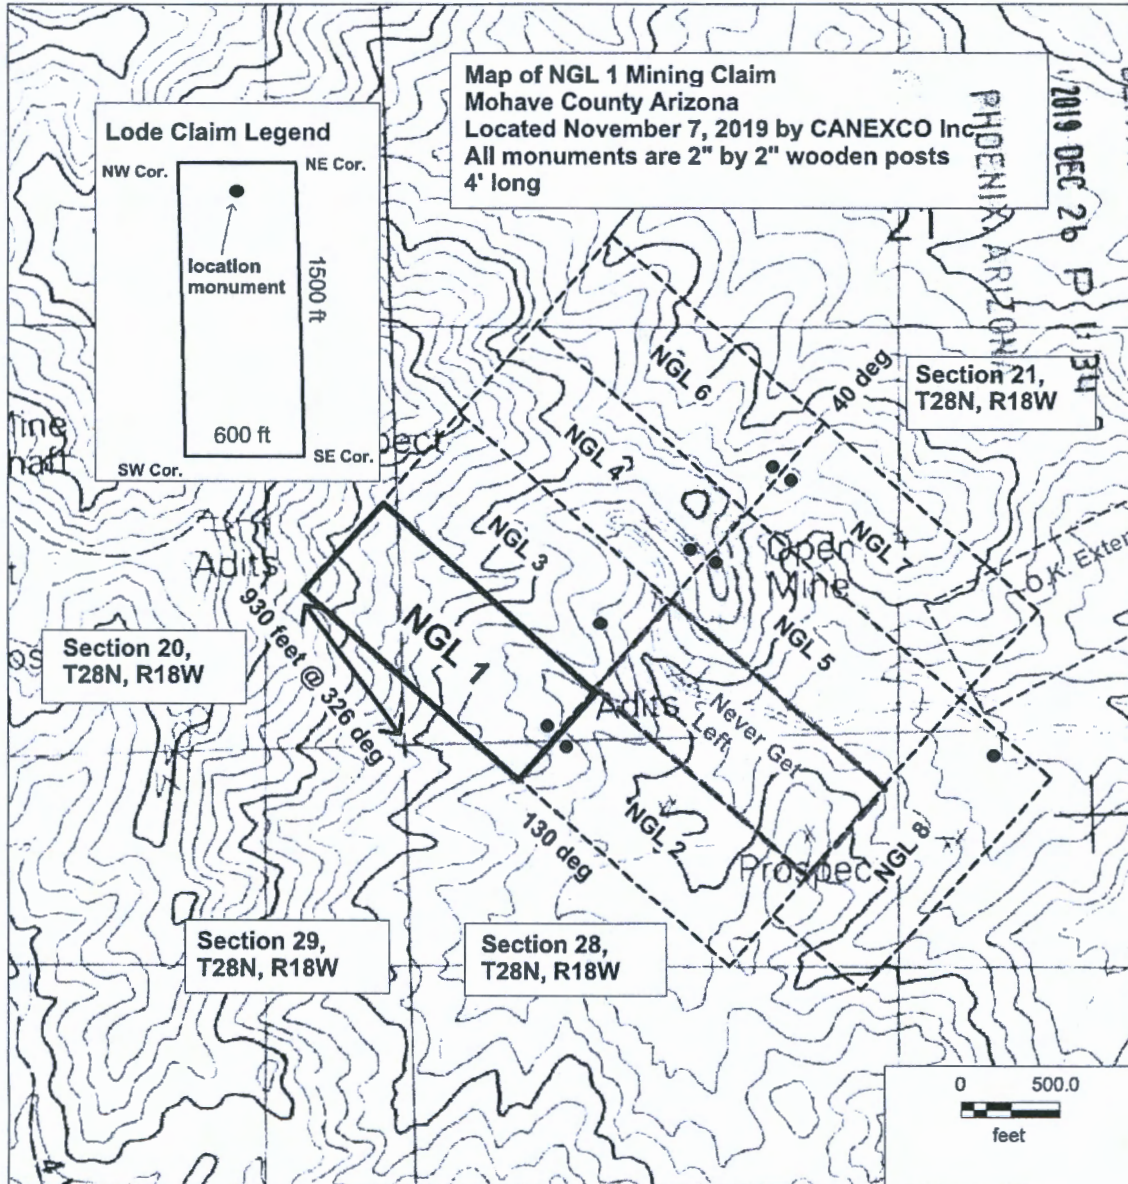 Map of NGL 1 Mining Claim
Mohave County Arizona
Located November 7, 2019 by CANEXCO Inc.
All monuments are 2" by 2" wooden posts
4' long
2019 DEC 26 P
PHOENIX, ARIZON
Lode Claim Legend
NW Cor.
NE Cor.
location
monument
1500 ft
600 ft
SW Cor.
SE Cor.
21
Section 21,
T28N, R18W
40 deg
NGL 6
NGL 4
NGL 3
NGL 7
Open
Mine
O.K. Exten
Adits
NGL 1
NGL 5
930 feet @ 326 deg
Section 20,
T28N, R18W
Adits
Never Get
Left
NGL 2
130 deg
Prospec
NGL 8
Section 29,
T28N, R18W
Section 28,
T28N, R18W
0 500.0
feet